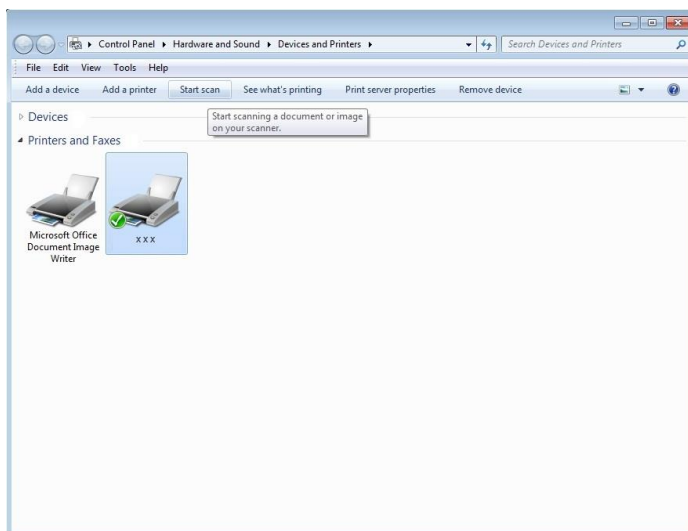 Control Panel Hardware and Sound Devices and Printers Search Devices and Printers
File Edit View Tools Help
Add a device Add a printer Start scan See what's printing Print server properties Remove device
Start scanning a document or image
on your scanner.
Devices
Printers and Faxes
Microsoft Office
Document Image
Writer
x x x